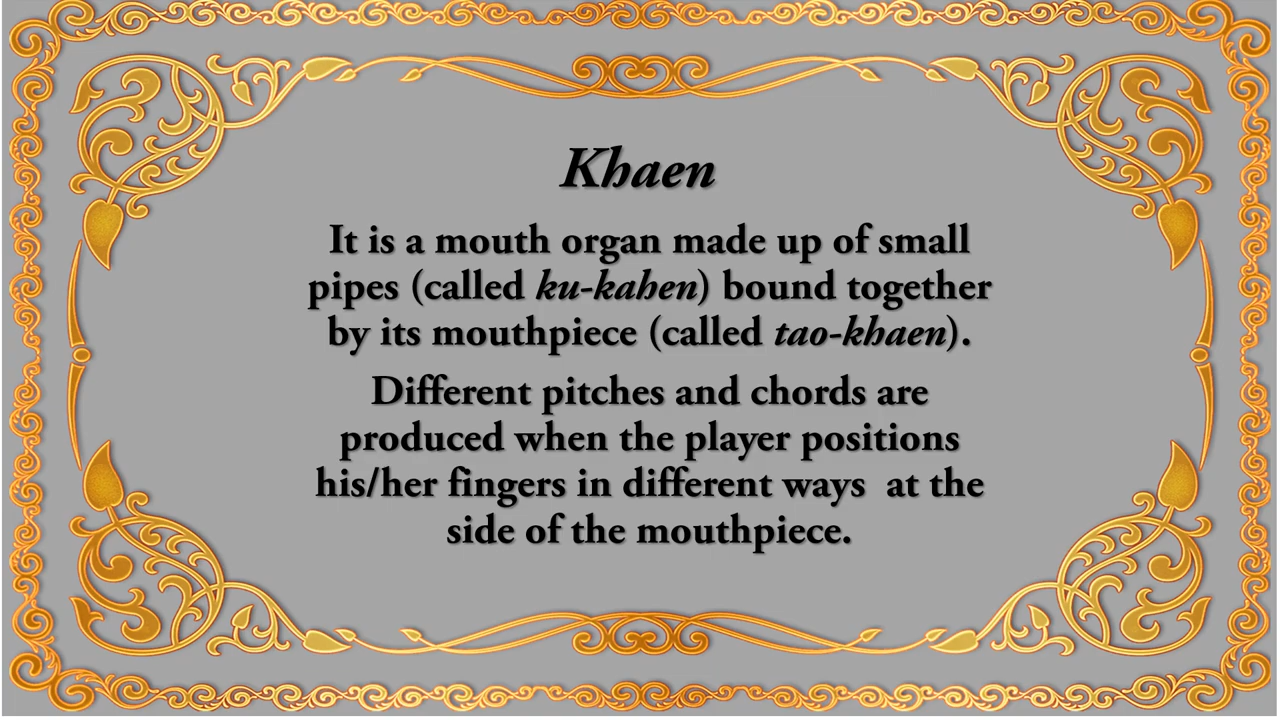 Khaen
It is a mouth organ made up of small
pipes (called ku-kahen) bound together
by its mouthpiece (called tao-khaen).
Different pitches and chords are
produced when the player positions
his/her fingers in different ways  at the
side of the mouthpiece.